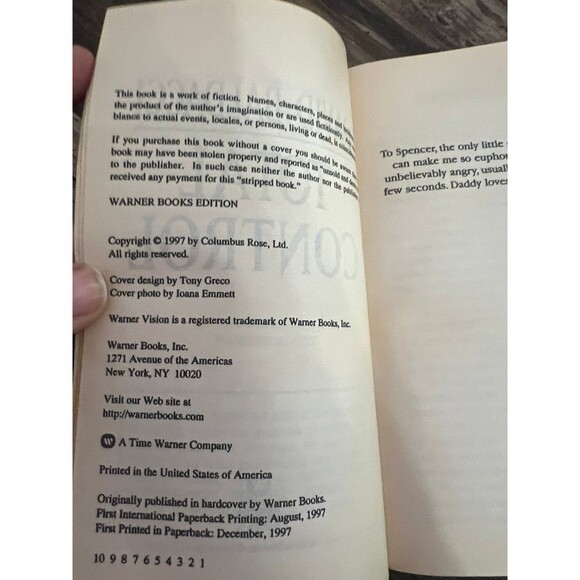 This book is a work of fiction. Names, characters, places and
the product of the author's imagination or are used fictitiously.
blance to actual events, locales, or persons, living or dead, is
If you purchase this book without a cover you should be aware
book may have been stolen property and reported as "unsold and
to the publisher. In such case neither the author nor the publisher
received any payment for this "stripped book."
WARNER BOOKS EDITION
Copyright © 1997 by Columbus Rose, Ltd.
All rights reserved.
Cover design by Tony Greco
Cover photo by Ioana Emmett
Warner Vision is a registered trademark of Warner Books, Inc.
Warner Books, Inc.
1271 Avenue of the Americas
New York, NY 10020
Visit our Web site at
http://warnerbooks.com
W A Time Warner Company
Printed in the United States of America
Originally published in hardcover by Warner Books.
First International Paperback Printing: August, 1997
First Printed in Paperback: December, 1997
10 9 8 7 6 5 4 3 2 1
To Spencer, the only little
can make me so euphor
unbelievably angry, usuall
few seconds. Daddy loves
TOTAL
CONTROL